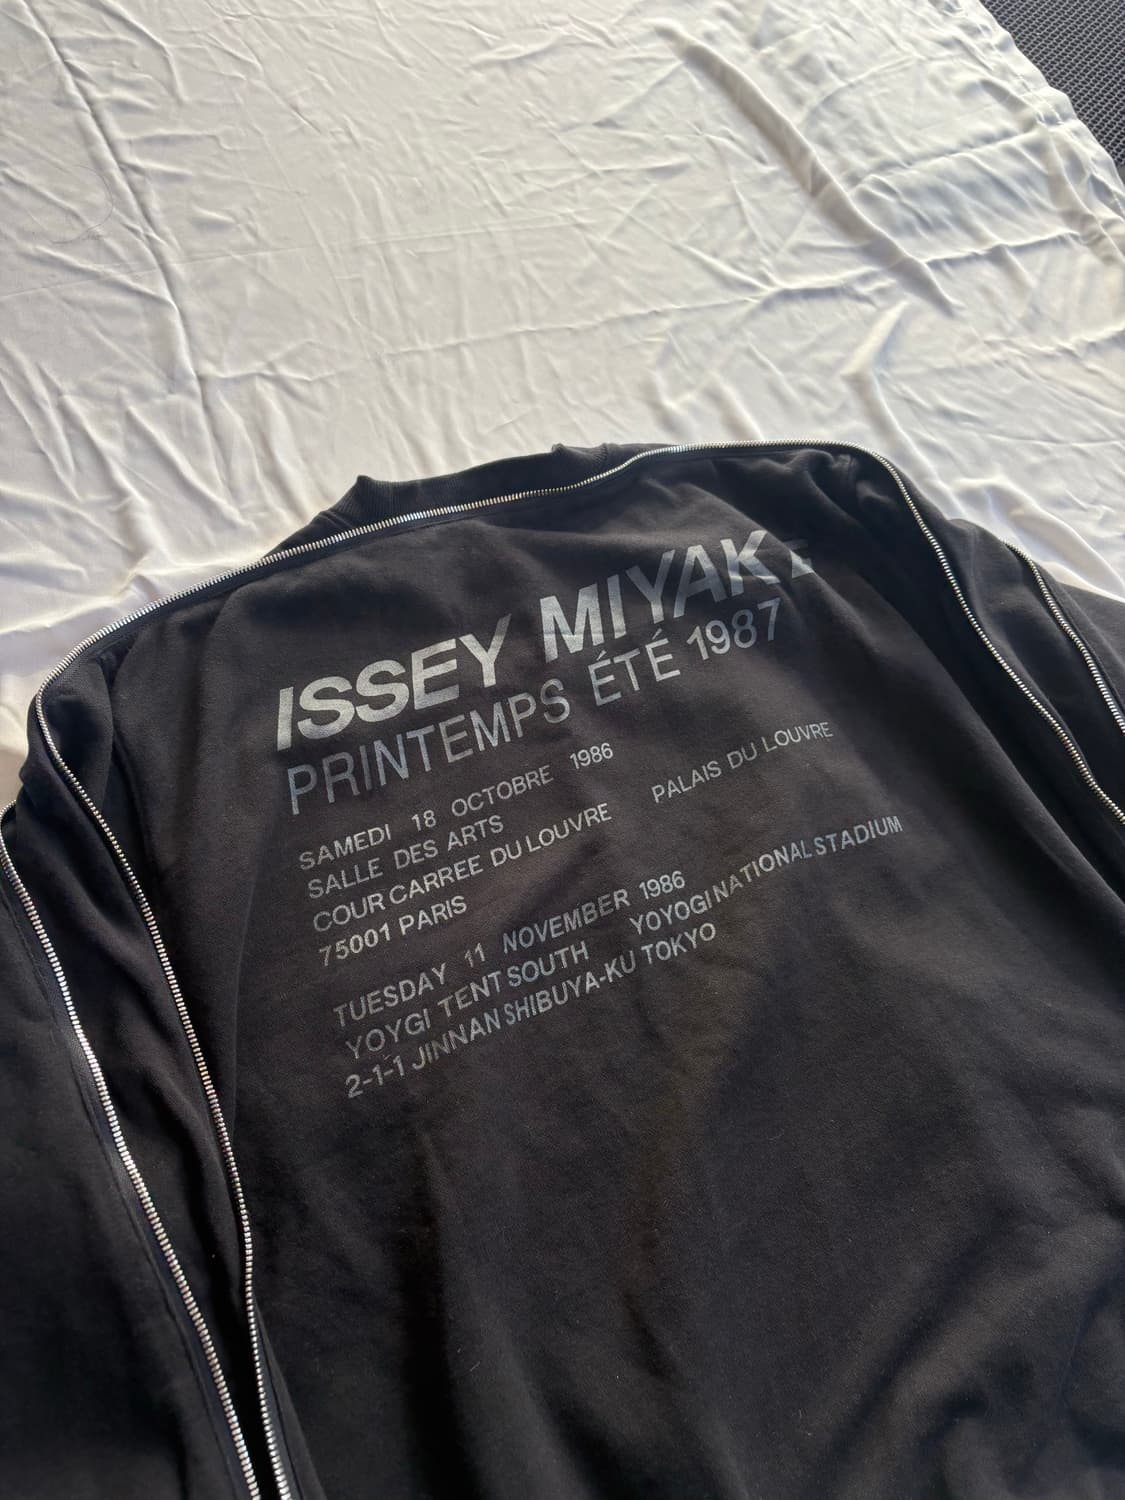 ISSEY MIYAKE
PRINTEMPS ÉTÉ 1987
SAMEDI 18 OCTOBRE 1986
SALLE DES ARTS
COUR CARREE DU LOUVRE PALAIS DU LOUVRE
75001 PARIS
TUESDAY 11 NOVEMBER 1986
YOYGI TENT SOUTH YOYOGI NATIONAL STADIUM
2-1-1 JINNAN SHIBUYA-KU TOKYO